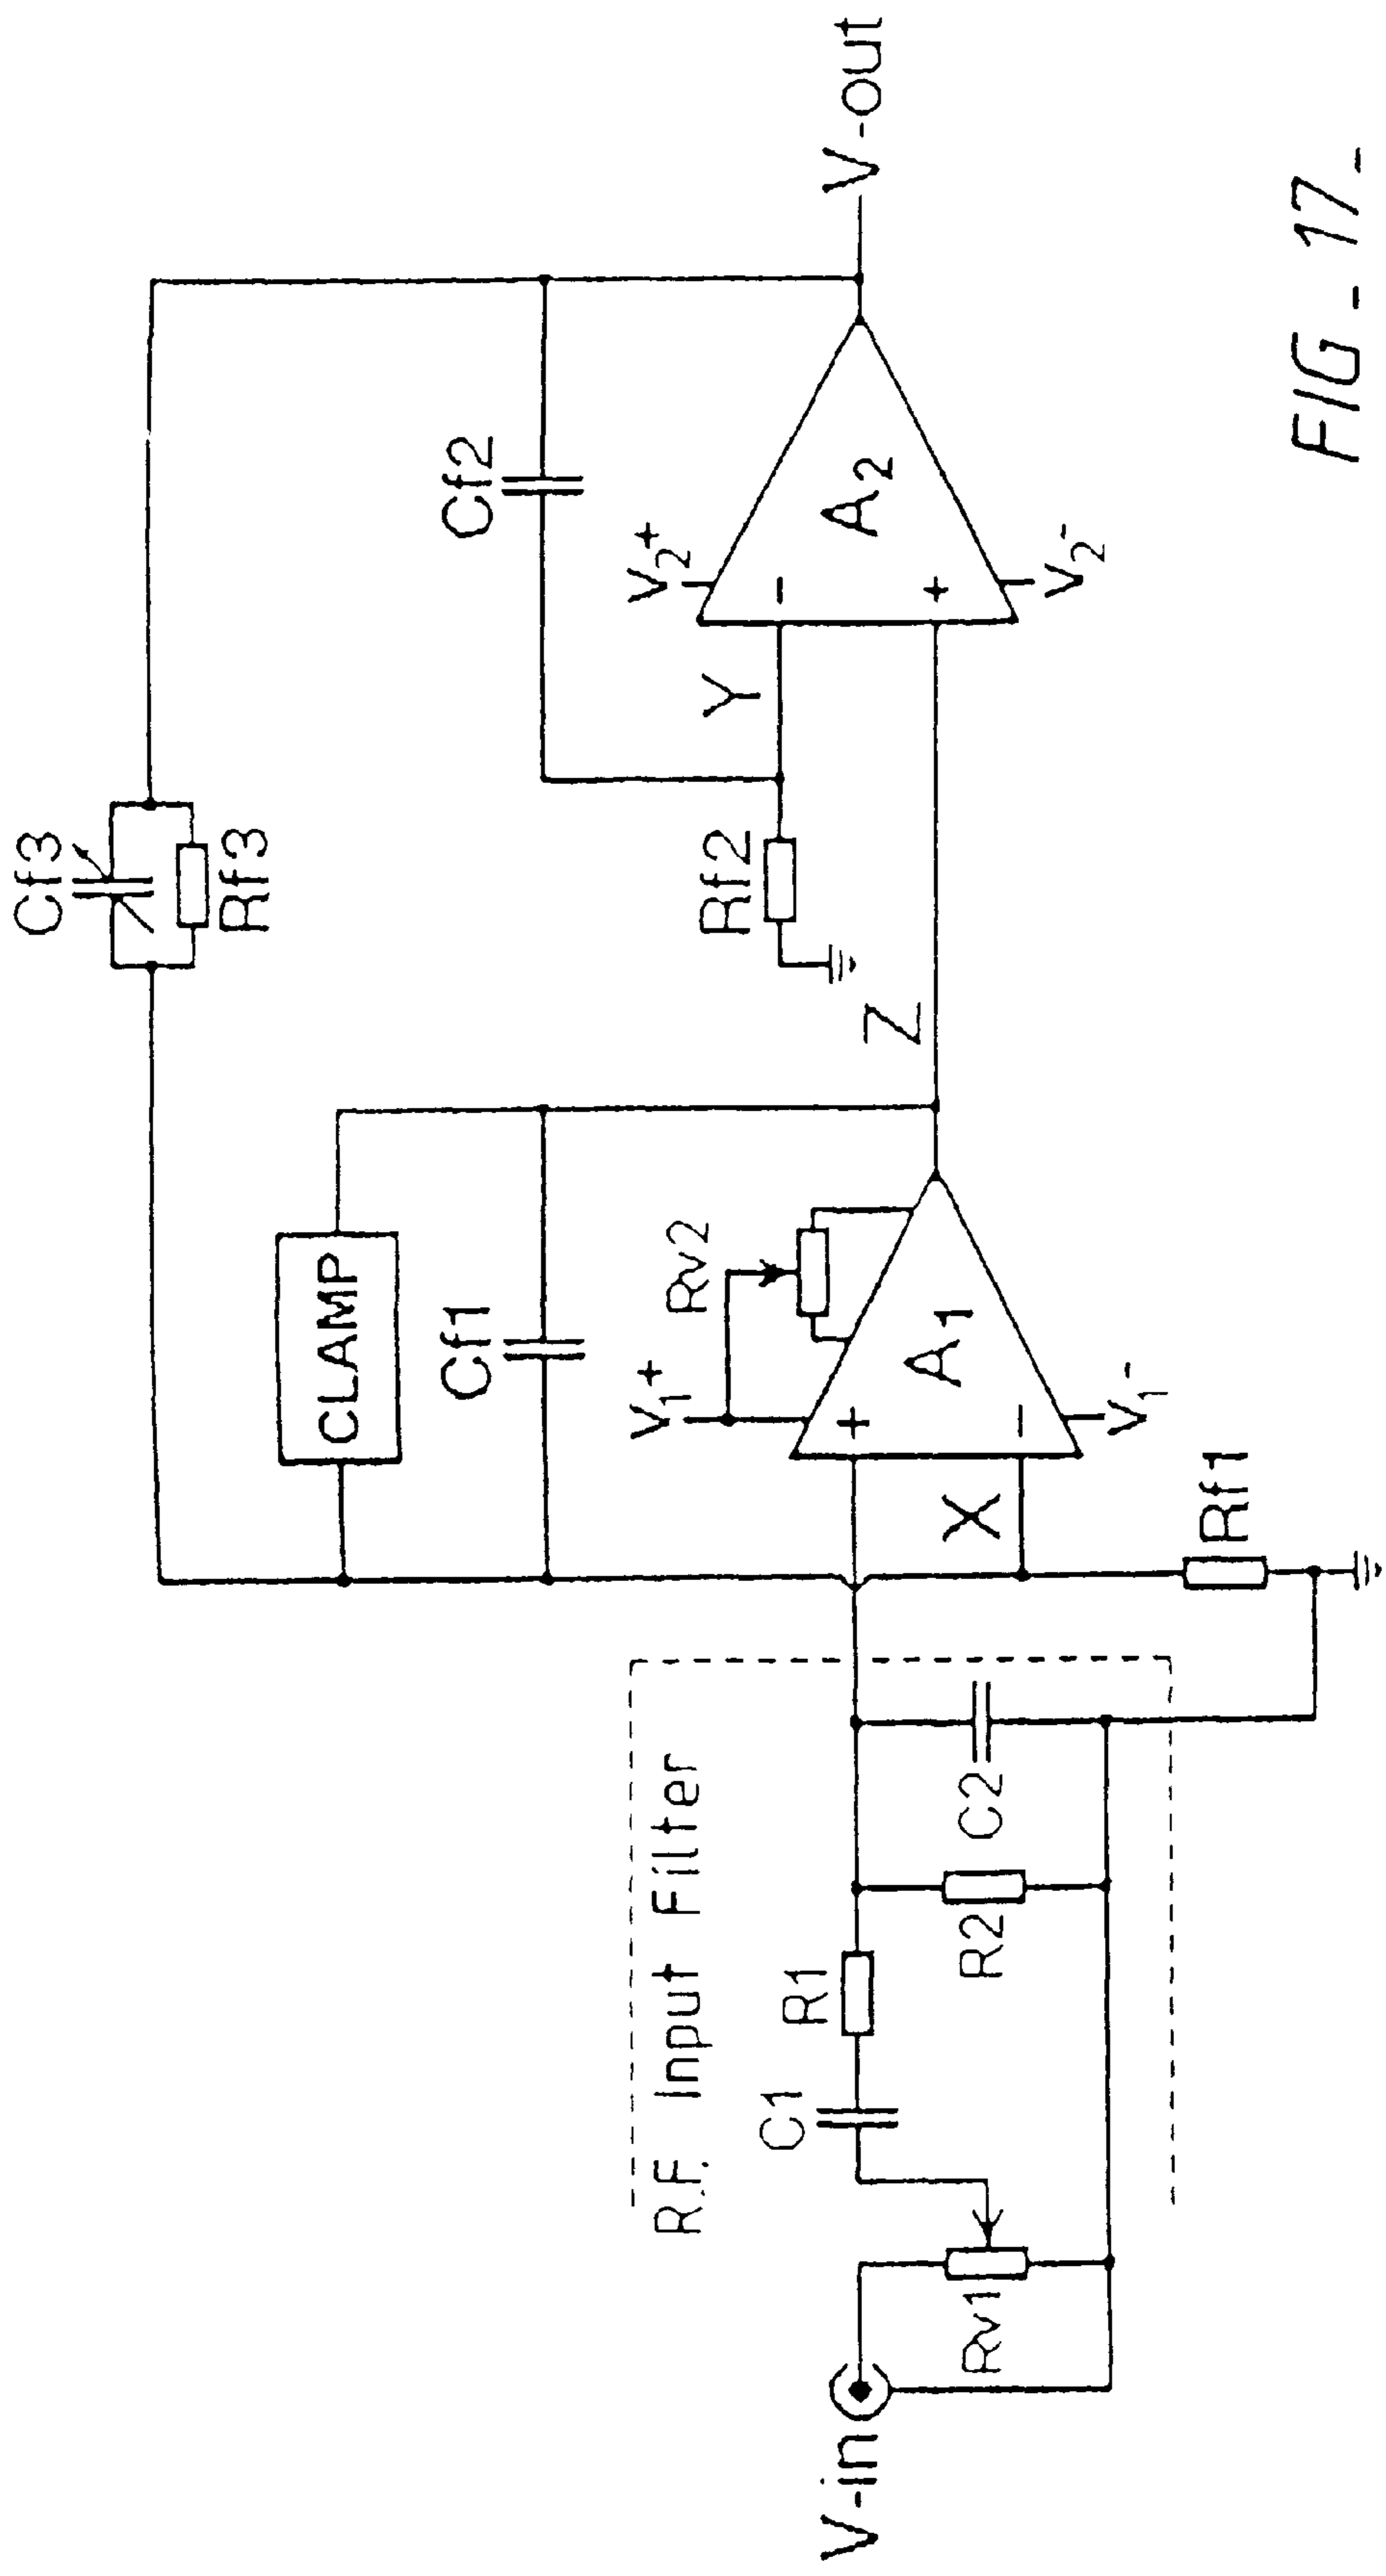 Cf3
Rf3
CLAMP
Cf1
Cf2
V1+
Rv2
V2+
Rf2
Y
R.F. Input Filter
V-in
Rv1
C1
R1
R2
C2
X
+
−
A1
Z
−
+
A2
V-out
V1-
V2-
Rf1
FIG - 17 -